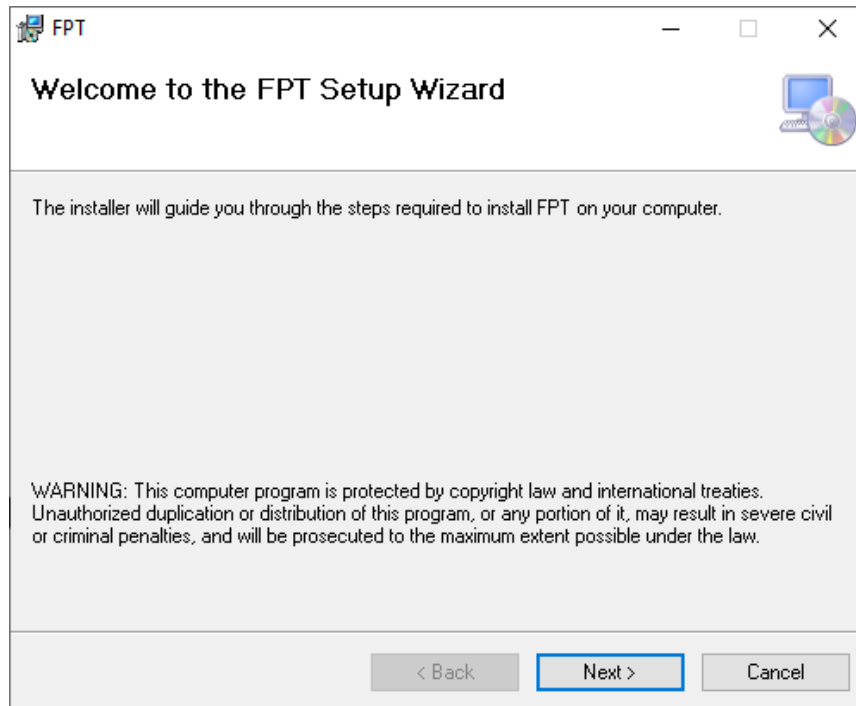 FPT
Welcome to the FPT Setup Wizard
The installer will guide you through the steps required to install FPT on your computer.
WARNING: This computer program is protected by copyright law and international treaties.
Unauthorized duplication or distribution of this program, or any portion of it, may result in severe civil
or criminal penalties, and will be prosecuted to the maximum extent possible under the law.
< Back
Next >
Cancel